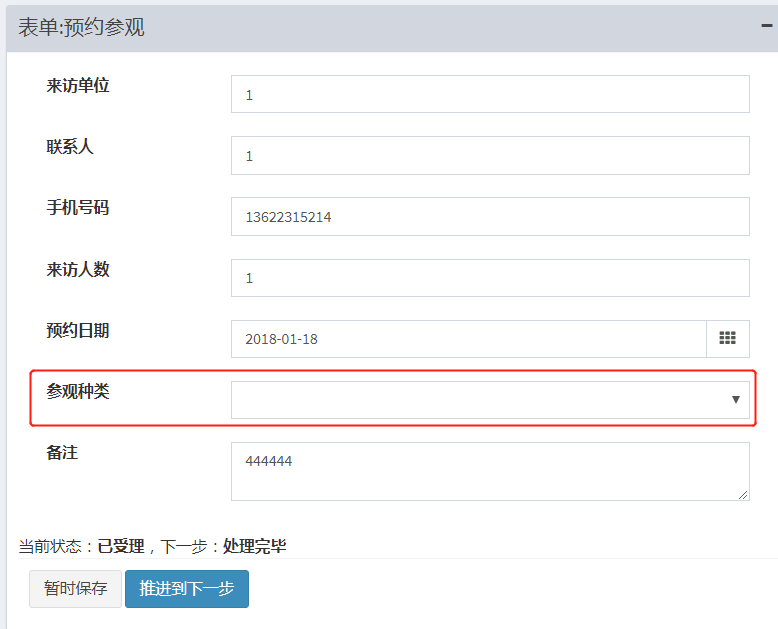 表单:预约参观
来访单位
1
联系人
1
手机号码
13622315214
来访人数
1
预约日期
2018-01-18
参观种类
备注
444444
当前状态：已受理，下一步：处理完毕
暂时保存 推进到下一步